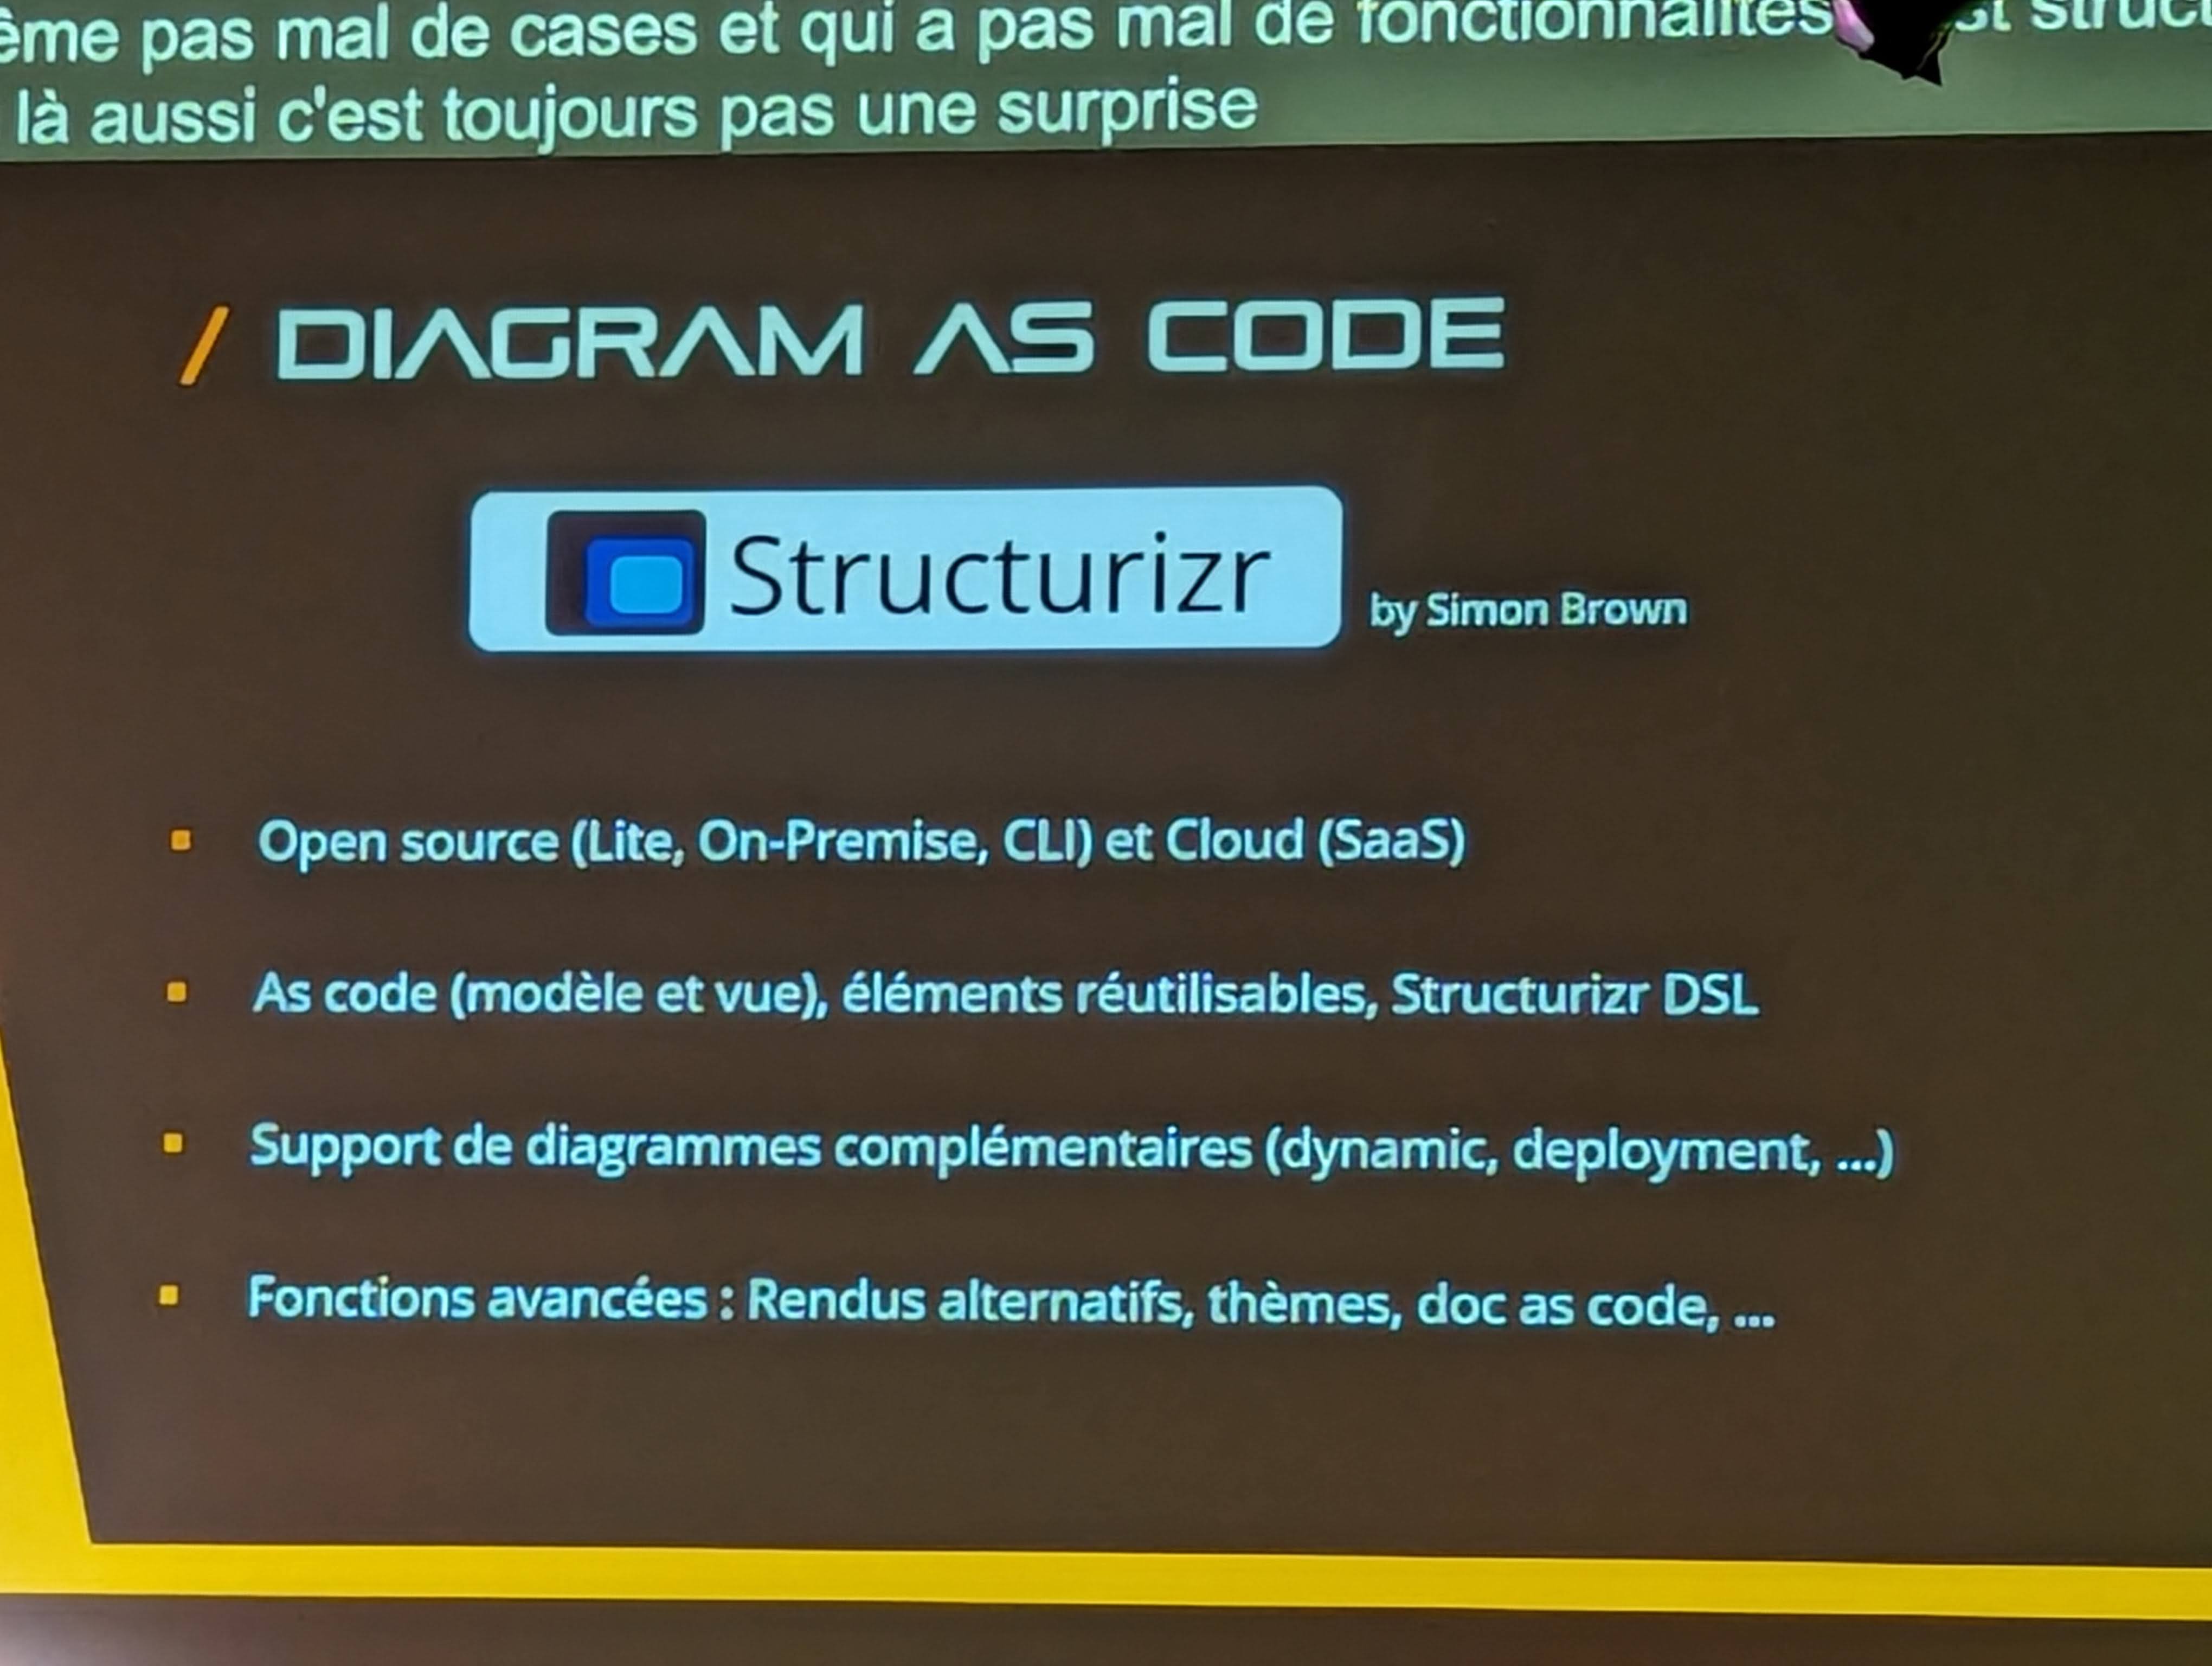 ême pas mal de cases et qui a pas mal de fonctionnalités
là aussi c'est toujours pas une surprise
/ DIAGRAM AS CODE
Structurizr
by Simon Brown
▪ Open source (Lite, On-Premise, CLI) et Cloud (SaaS)
▪ As code (modèle et vue), éléments réutilisables, Structurizr DSL
▪ Support de diagrammes complémentaires (dynamic, deployment, ...)
▪ Fonctions avancées : Rendus alternatifs, thèmes, doc as code, ...